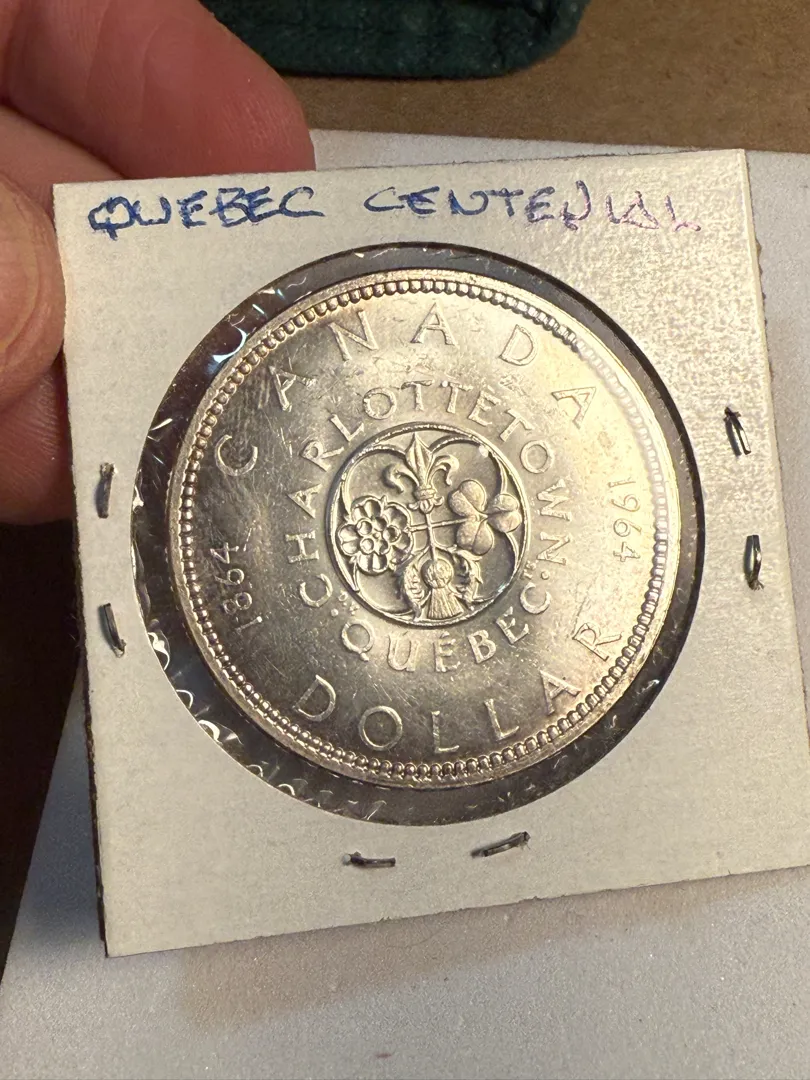 QUEBEC CENTENIAL
CANADA
CHARLOTTETOWN
1864
1964
·QUÉBEC·
DOLLAR